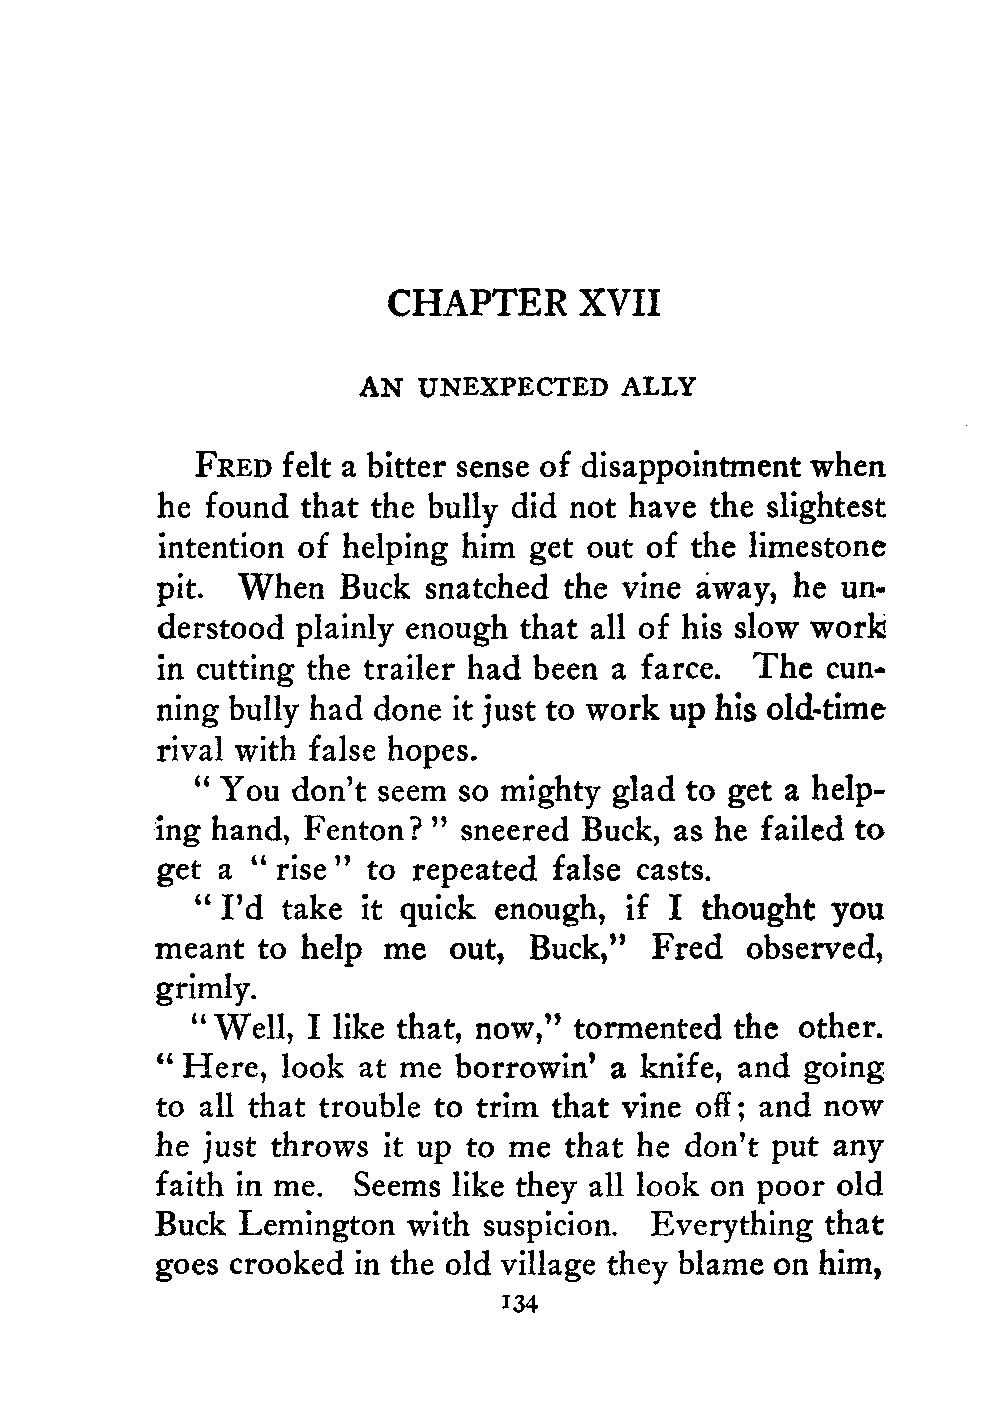 CHAPTER XVII
AN UNEXPECTED ALLY
FRED felt a bitter sense of disappointment when
he found that the bully did not have the slightest
intention of helping him get out of the limestone
pit. When Buck snatched the vine away, he un-
derstood plainly enough that all of his slow work
in cutting the trailer had been a farce. The cun-
ning bully had done it just to work up his old-time
rival with false hopes.
“ You don't seem so mighty glad to get a help-
ing hand, Fenton? ” sneered Buck, as he failed to
get a “ rise ” to repeated false casts.
“ I'd take it quick enough, if I thought you
meant to help me out, Buck,” Fred observed,
grimly.
“ Well, I like that, now,” tormented the other.
“ Here, look at me borrowin' a knife, and going
to all that trouble to trim that vine off; and now
he just throws it up to me that he don't put any
faith in me. Seems like they all look on poor old
Buck Lemington with suspicion. Everything that
goes crooked in the old village they blame on him,
134